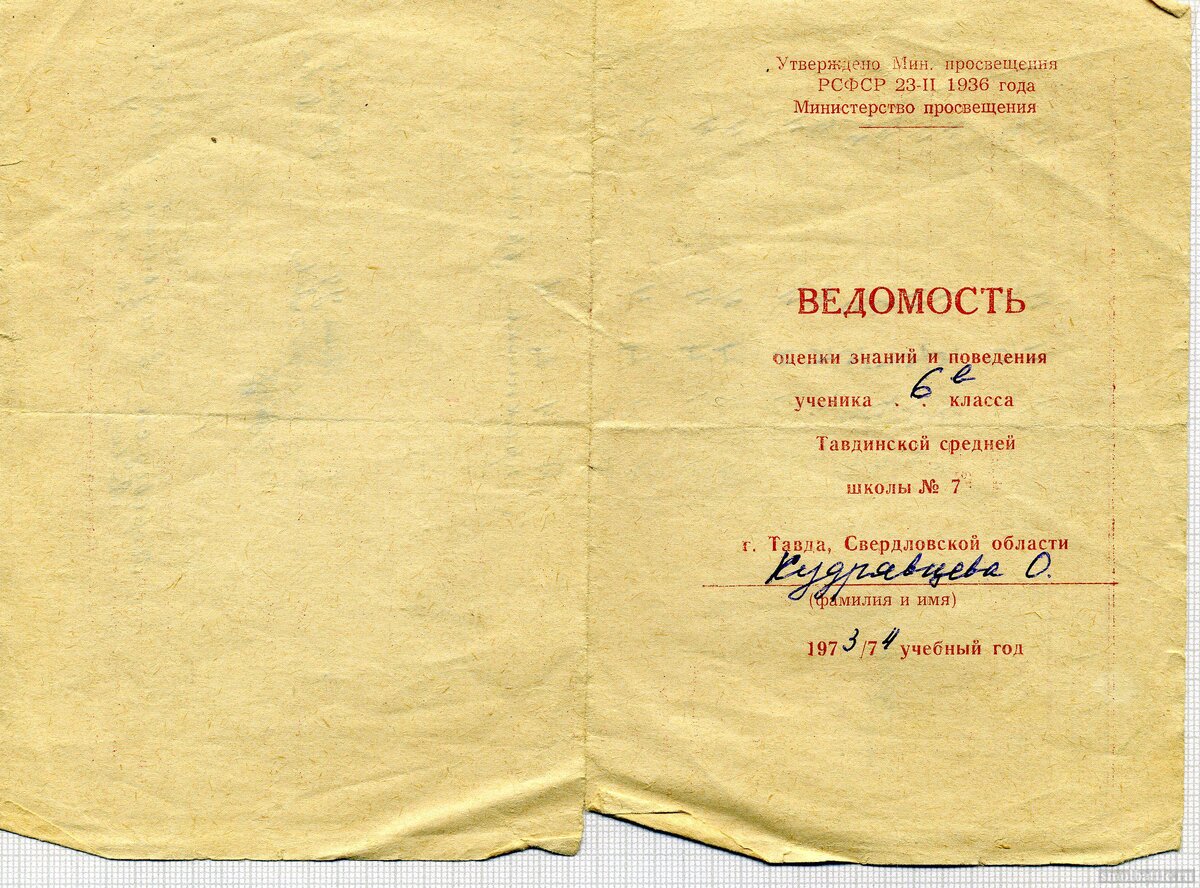 Утверждено Мин. просвещения
РСФСР 23-II 1936 года
Министерство просвещения
ВЕДОМОСТЬ
оценки знаний и поведения
ученика . 6 в . класса
Тавдинской средней
школы № 7
г. Тавда, Свердловской области
Кудрявцева О.
(фамилия и имя)
1973/74 учебный год